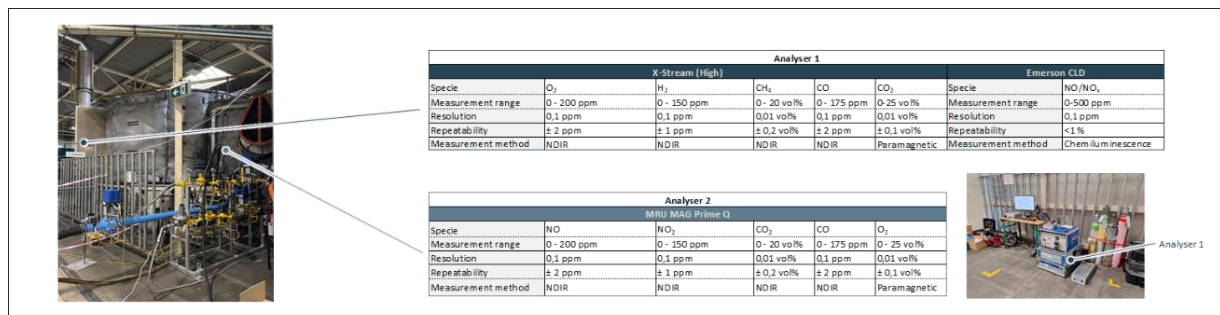 Analyser 1
X-Stream (High) Emerson CLD
Specie O₂ H₂ CH₄ CO CO₂ Specie NO/NOₓ
Measurement range 0 - 200 ppm 0 - 150 ppm 0 - 20 vol% 0 - 175 ppm 0-25 vol% Measurement range 0-500 ppm
Resolution 0,1 ppm 0,1 ppm 0,01 vol% 0,1 ppm 0,01 vol% Resolution 0,1 ppm
Repeatability ± 2 ppm ± 1 ppm ± 0,2 vol% ± 2 ppm ± 0,1 vol% Repeatability <1 %
Measurement method NDIR NDIR NDIR NDIR Paramagnetic Measurement method Chemiluminescence
Analyser 2
MRU MAG Prime Q
Specie NO NO₂ CO₂ CO O₂
Measurement range 0 - 200 ppm 0 - 150 ppm 0 - 20 vol% 0 - 175 ppm 0 - 25 vol%
Resolution 0,1 ppm 0,1 ppm 0,01 vol% 0,1 ppm 0,01 vol%
Repeatability ± 2 ppm ± 1 ppm ± 0,2 vol% ± 2 ppm ± 0,1 vol%
Measurement method NDIR NDIR NDIR NDIR Paramagnetic
Analyser 1